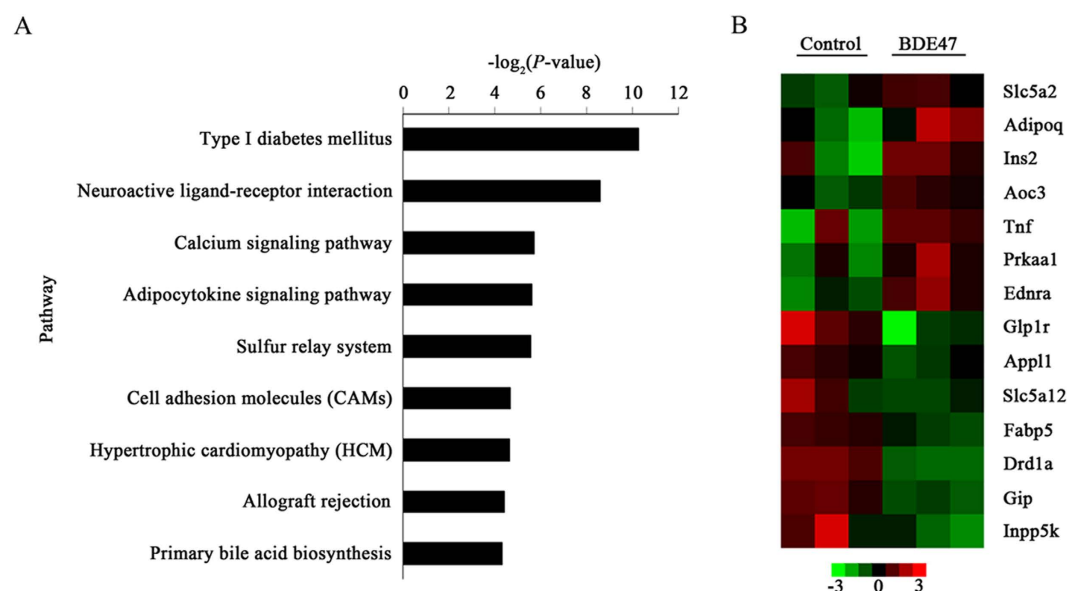 A
-log₂(P-value)
0 2 4 6 8 10 12
Pathway
Type I diabetes mellitus
Neuroactive ligand-receptor interaction
Calcium signaling pathway
Adipocytokine signaling pathway
Sulfur relay system
Cell adhesion molecules (CAMs)
Hypertrophic cardiomyopathy (HCM)
Allograft rejection
Primary bile acid biosynthesis
B
Control BDE47
Slc5a2
Adipoq
Ins2
Aoc3
Tnf
Prkaa1
Ednra
Glp1r
Appl1
Slc5a12
Fabp5
Drd1a
Gip
Inpp5k
-3 0 3